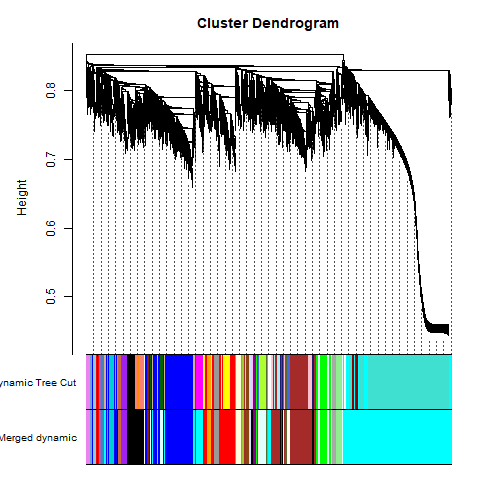 Cluster Dendrogram
Height
0.8
0.7
0.6
0.5
ynamic Tree Cut
Merged dynamic